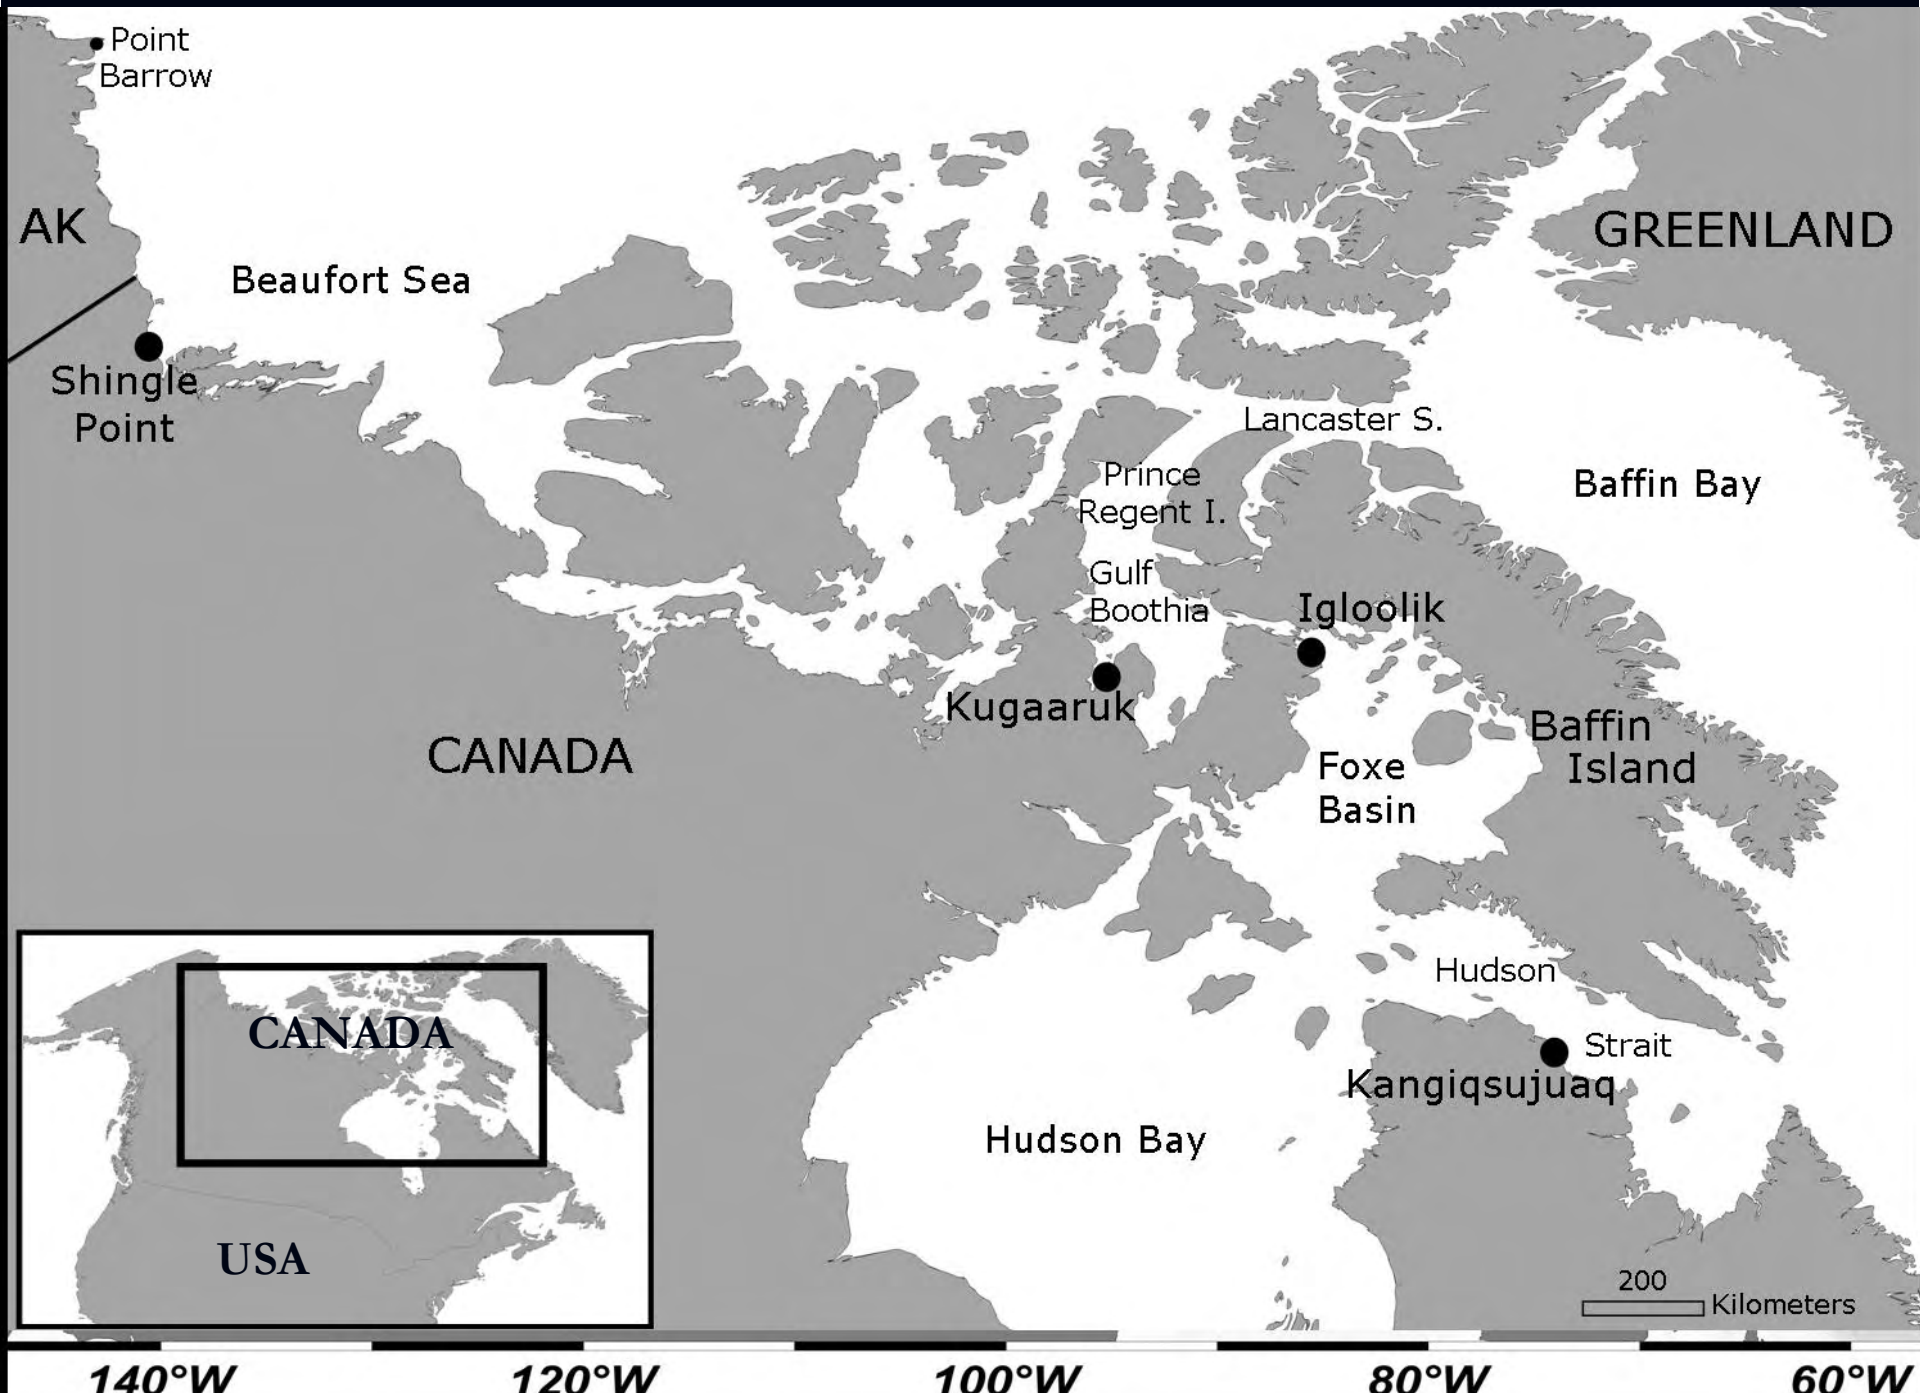 Point
Barrow
AK
GREENLAND
Beaufort Sea
Shingle
Point
Lancaster S.
Prince
Regent I.
Baffin Bay
Gulf
Boothia
Igloolik
Kugaaruk
CANADA
Baffin
Island
Foxe
Basin
Hudson
Strait
Kangiqsujuaq
Hudson Bay
CANADA
USA
200
Kilometers
140°W
120°W
100°W
80°W
60°W